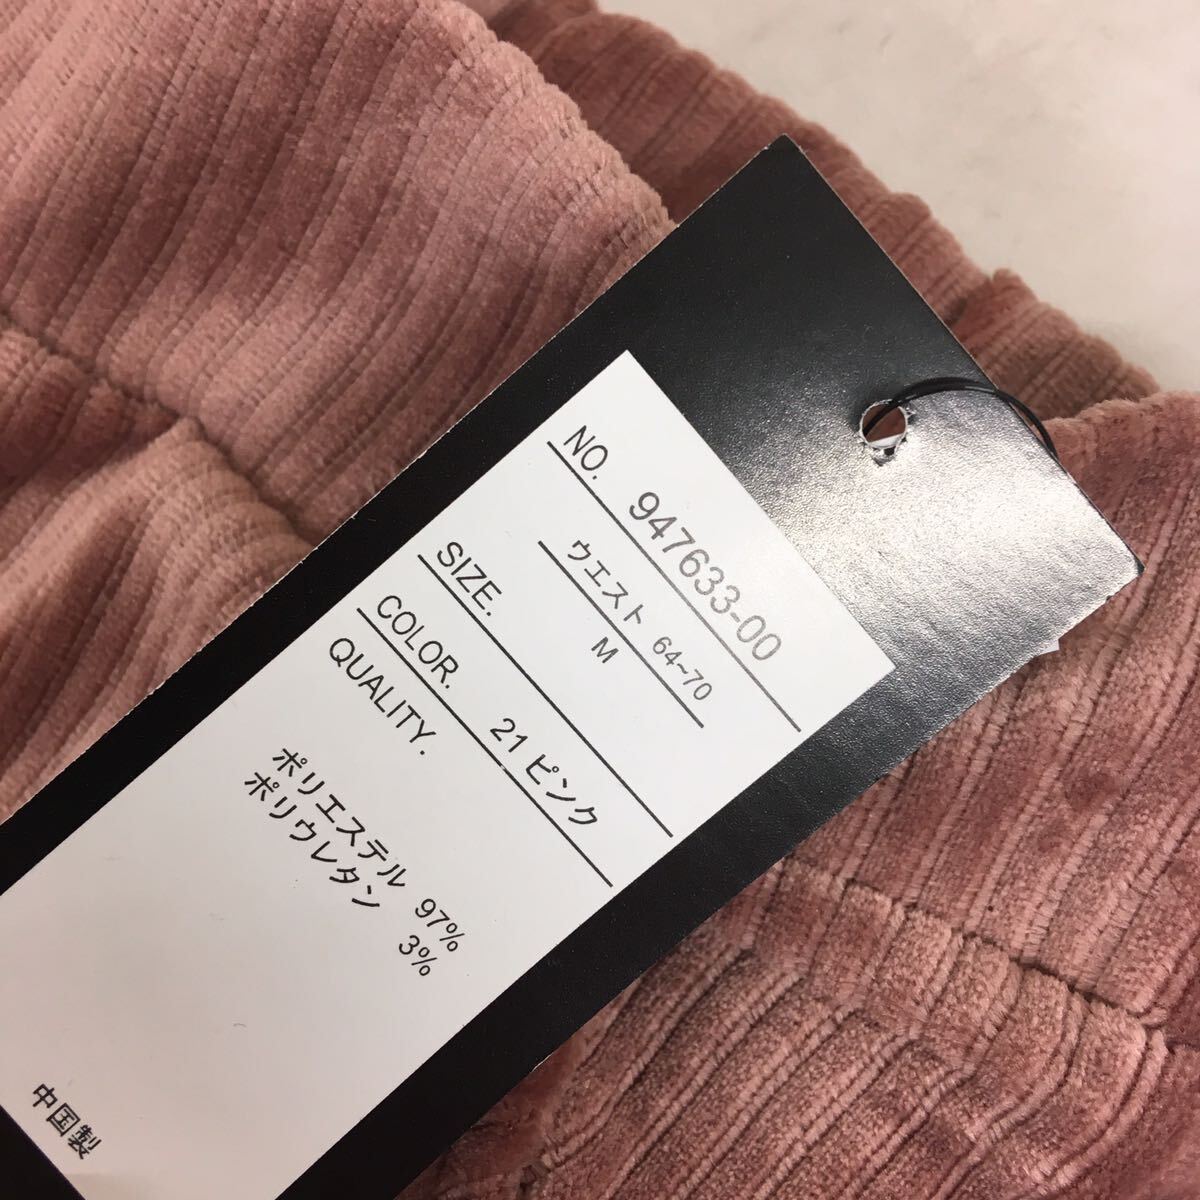 NO. 947633-00
ウエスト 64~70
SIZE. M
COLOR. 21 ピンク
QUALITY.
ポリエステル 97%
ポリウレタン 3%
中国製